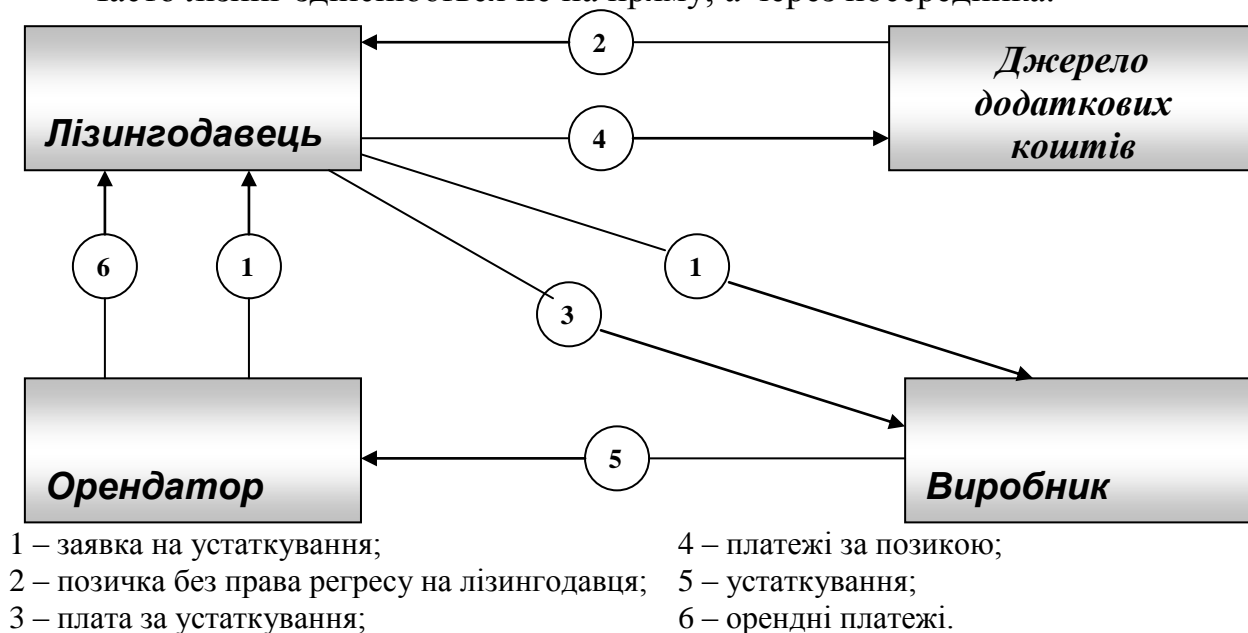 часто лізинг здійснюється не на пряму, а через посередника.
2
Джерело
додаткових
коштів
Лізингодавець
4
6
1
1
3
Орендатор
5
Виробник
1 – заявка на устаткування;
4 – платежі за позикою;
2 – позичка без права регресу на лізингодавця;
5 – устаткування;
3 – плата за устаткування;
6 – орендні платежі.